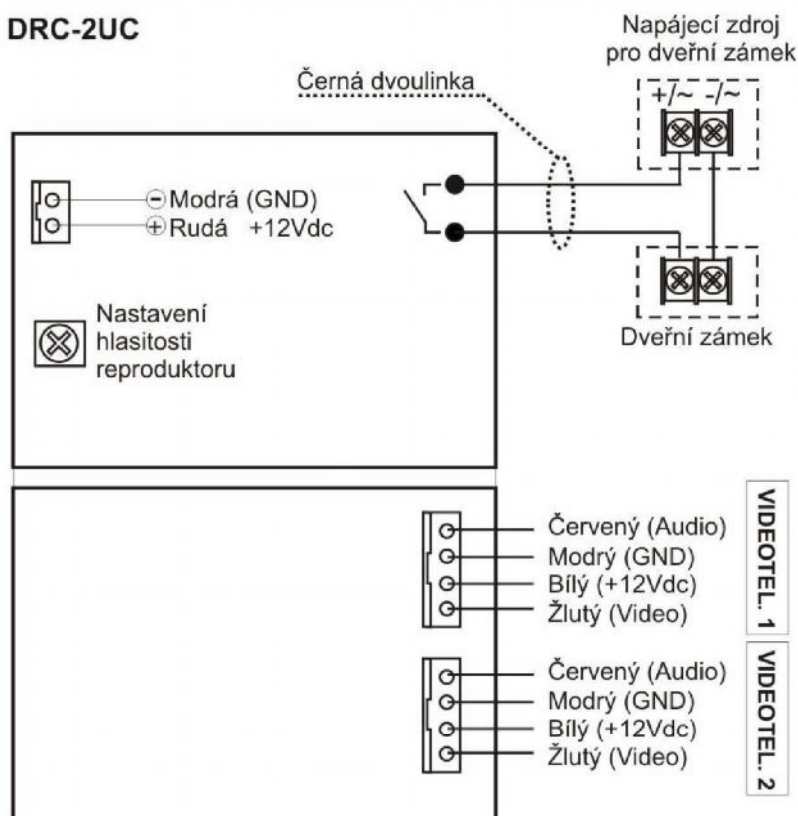 DRC-2UC
Napájecí zdroj
pro dveřní zámek
Černá dvoulinka
+/~ -/~
⊖ Modrá (GND)
⊕ Rudá +12Vdc
Nastavení
hlasitosti
reproduktoru
Dveřní zámek
Červený (Audio)
Modrý (GND)
Bílý (+12Vdc)
Žlutý (Video)
VIDEOTEL. 1
Červený (Audio)
Modrý (GND)
Bílý (+12Vdc)
Žlutý (Video)
VIDEOTEL. 2